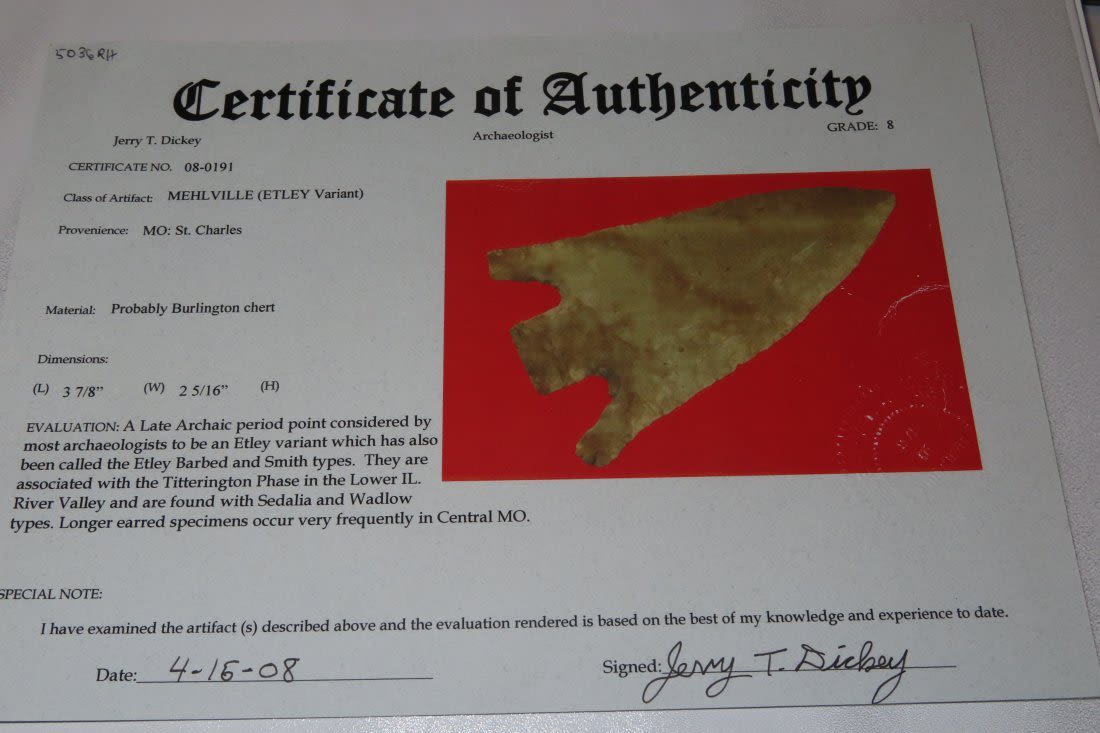 5036RH
Certificate of Authenticity
Jerry T. Dickey
Archaeologist
GRADE: 8
CERTIFICATE NO. 08-0191
Class of Artifact: MEHLVILLE (ETLEY Variant)
Provenience: MO: St. Charles
Material: Probably Burlington chert
Dimensions:
(L) 3 7/8” (W) 2 5/16” (H)
EVALUATION: A Late Archaic period point considered by
most archaeologists to be an Etley variant which has also
been called the Etley Barbed and Smith types. They are
associated with the Titterington Phase in the Lower IL.
River Valley and are found with Sedalia and Wadlow
types. Longer earred specimens occur very frequently in Central MO.
SPECIAL NOTE:
I have examined the artifact (s) described above and the evaluation rendered is based on the best of my knowledge and experience to date.
Date: 4-15-08
Signed: Jerry T. Dickey